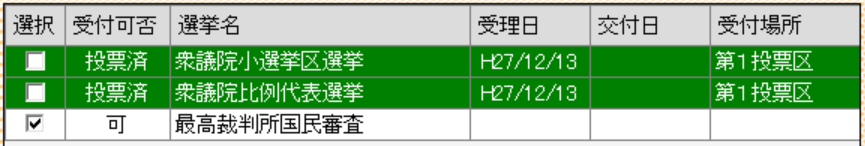 選択 受付可否 選挙名 受理日 交付日 受付場所
投票済 衆議院小選挙区選挙 H27/12/13 第1投票区
投票済 衆議院比例代表選挙 H27/12/13 第1投票区
可 最高裁判所国民審査